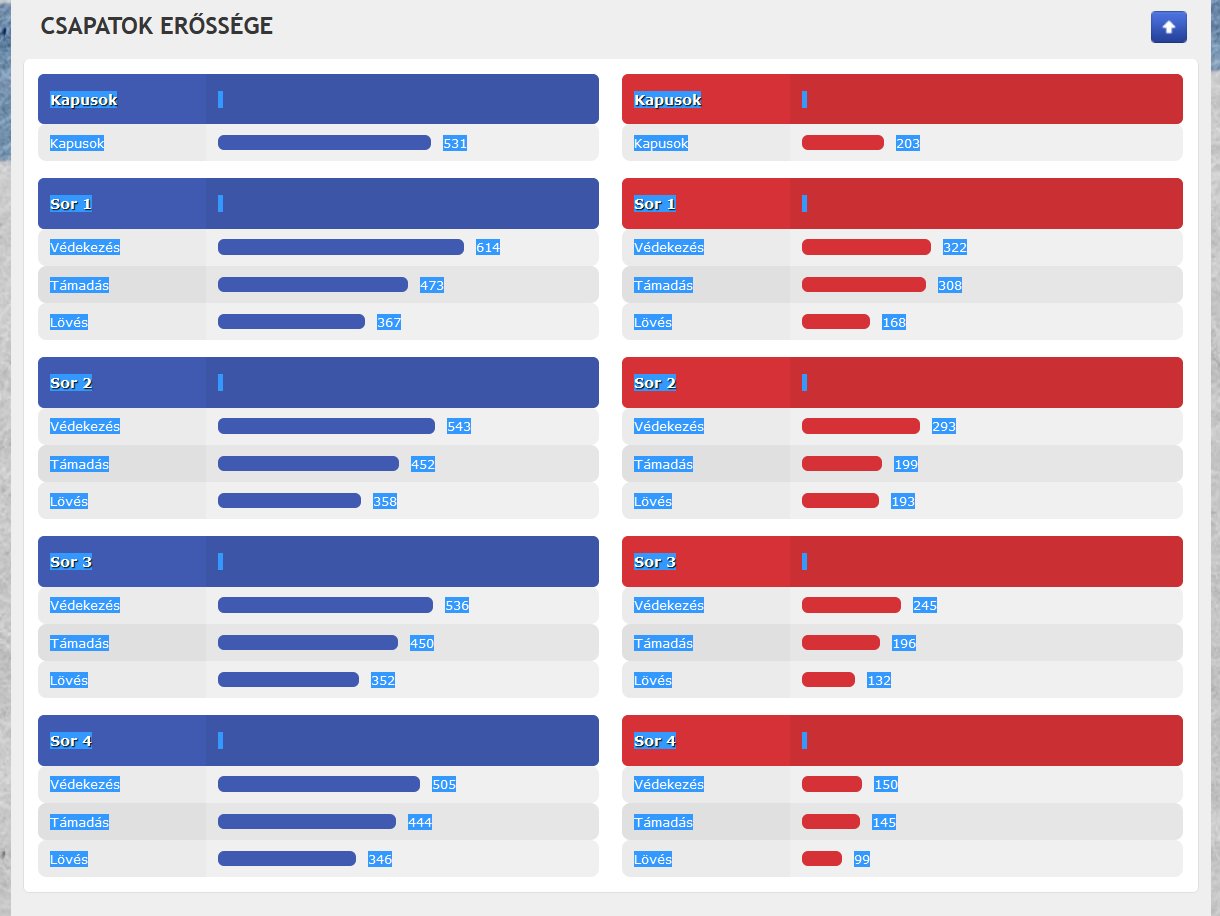 CSAPATOK ERŐSSÉGE
Kapusok
Kapusok 531
Sor 1
Védekezés 614
Támadás 473
Lövés 367
Sor 2
Védekezés 543
Támadás 452
Lövés 358
Sor 3
Védekezés 536
Támadás 450
Lövés 352
Sor 4
Védekezés 505
Támadás 444
Lövés 346
Kapusok
Kapusok 203
Sor 1
Védekezés 322
Támadás 308
Lövés 168
Sor 2
Védekezés 293
Támadás 199
Lövés 193
Sor 3
Védekezés 245
Támadás 196
Lövés 132
Sor 4
Védekezés 150
Támadás 145
Lövés 99